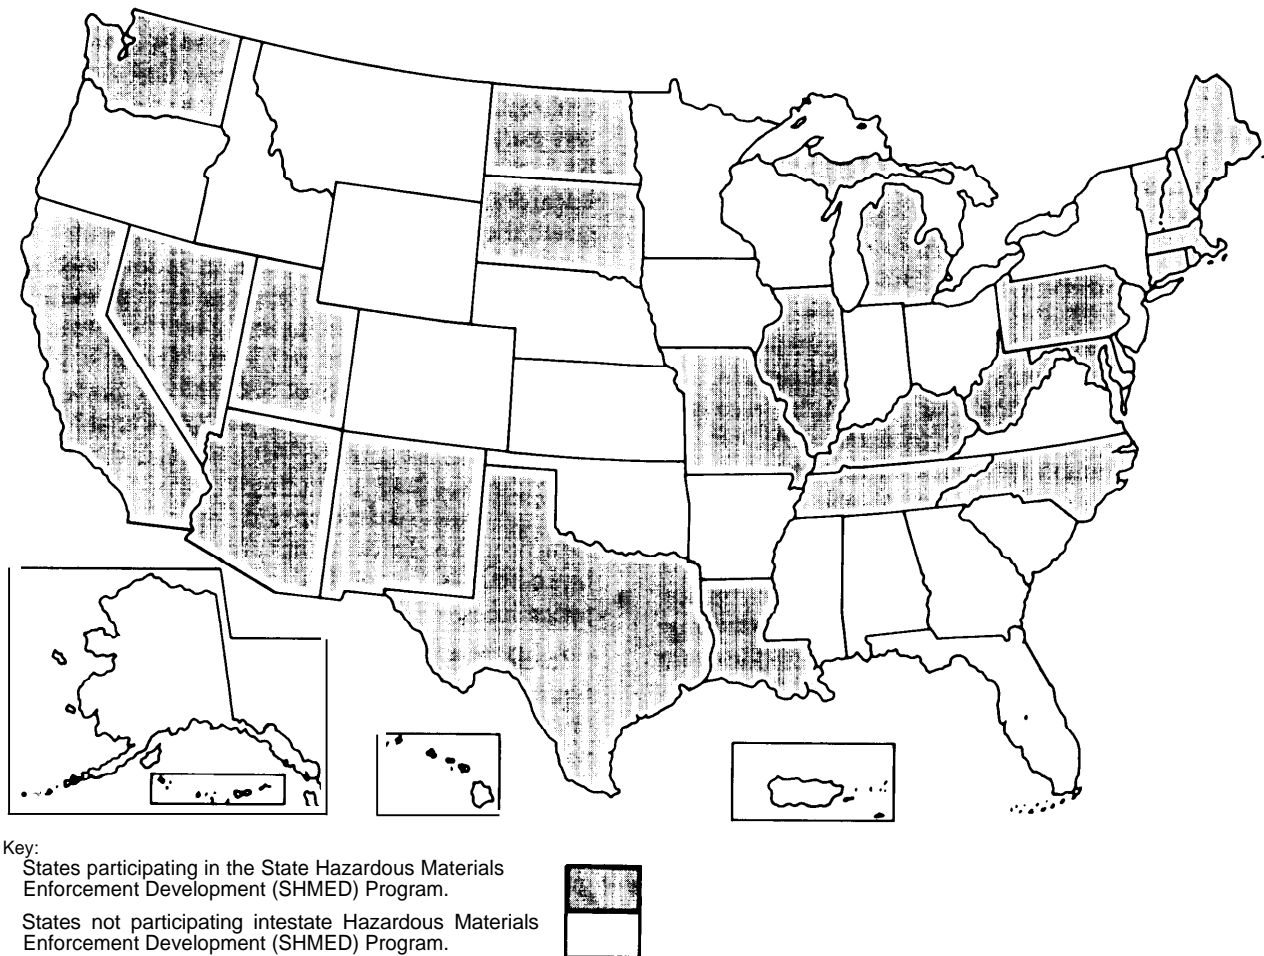 Key:
States participating in the State Hazardous Materials
Enforcement Development (SHMED) Program.
States not participating intestate Hazardous Materials
Enforcement Development (SHMED) Program.